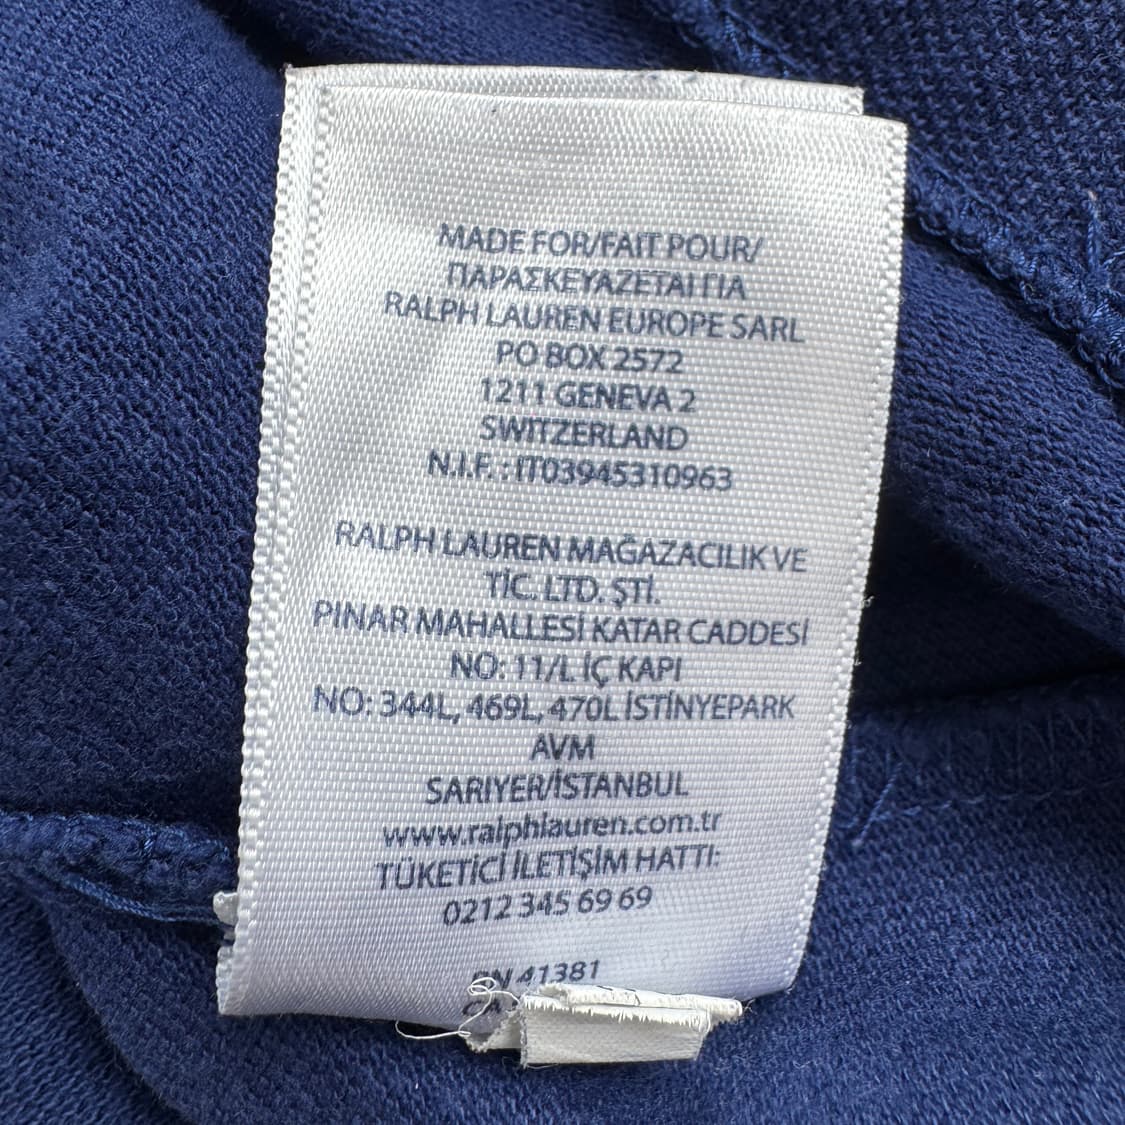 MADE FOR/FAIT POUR/
ΠΑΡΑΣΚΕΥΑΖΕΤΑΙ ΓΙΑ
RALPH LAUREN EUROPE SARL
PO BOX 2572
1211 GENEVA 2
SWITZERLAND
N.I.F. : IT03945310963
RALPH LAUREN MAĞAZACILIK VE
TİC. LTD. ŞTİ.
PINAR MAHALLESİ KATAR CADDESİ
NO: 11/L İÇ KAPI
NO: 344L, 469L, 470L İSTİNYEPARK
AVM
SARIYER/İSTANBUL
www.ralphlauren.com.tr
TÜKETİCİ İLETİŞİM HATTI:
0212 345 69 69
RN 41381